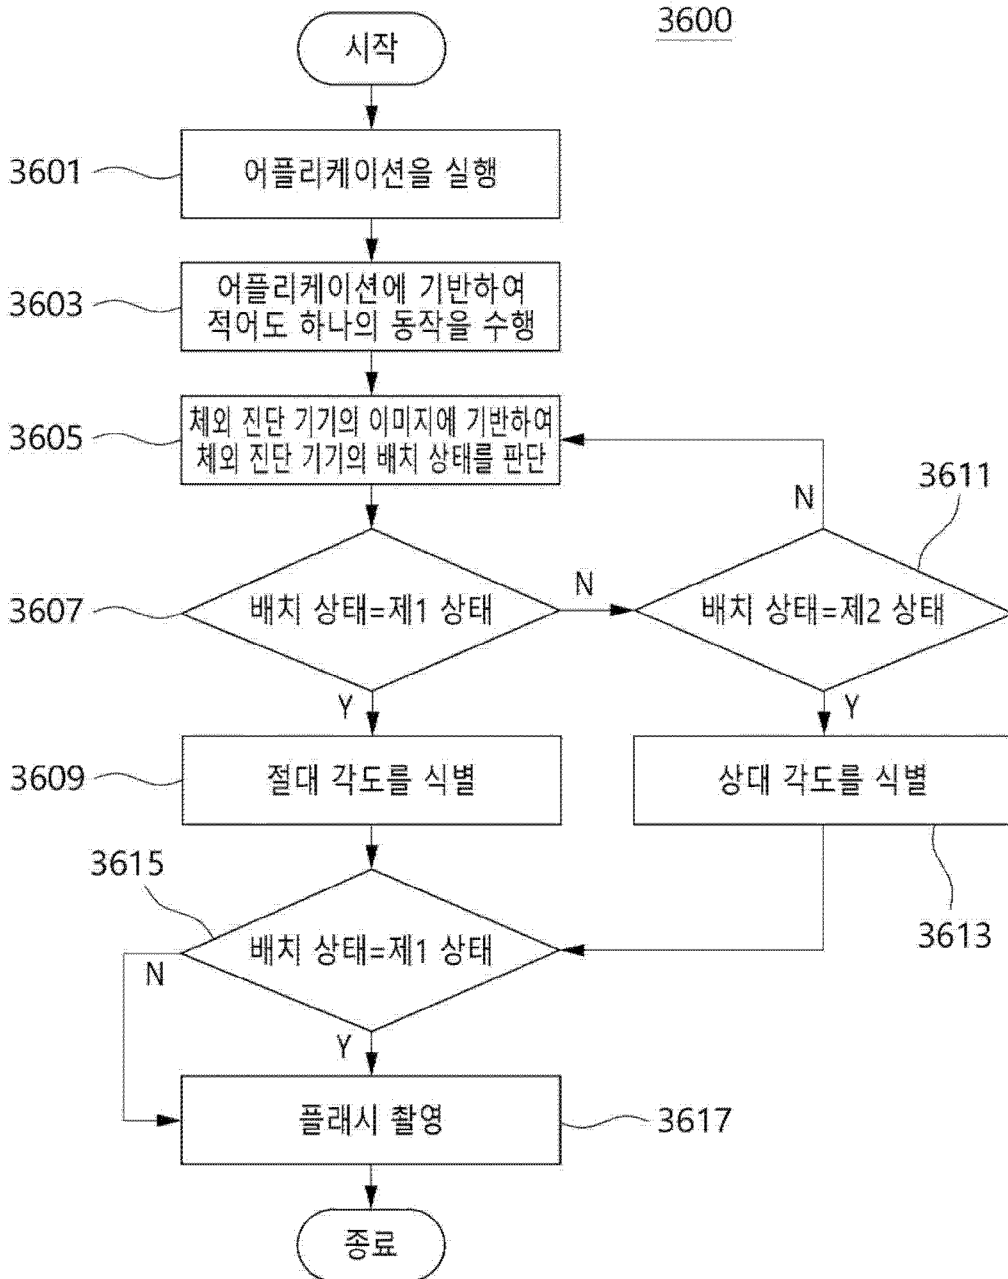 3600
시작
3601
어플리케이션을 실행
3603
어플리케이션에 기반하여
적어도 하나의 동작을 수행
3605
체외 진단 기기의 이미지에 기반하여
체외 진단 기기의 배치 상태를 판단
3607
배치 상태=제1 상태
N
Y
3611
배치 상태=제2 상태
N
Y
3609
절대 각도를 식별
상대 각도를 식별
3613
3615
배치 상태=제1 상태
N
Y
플래시 촬영
3617
종료